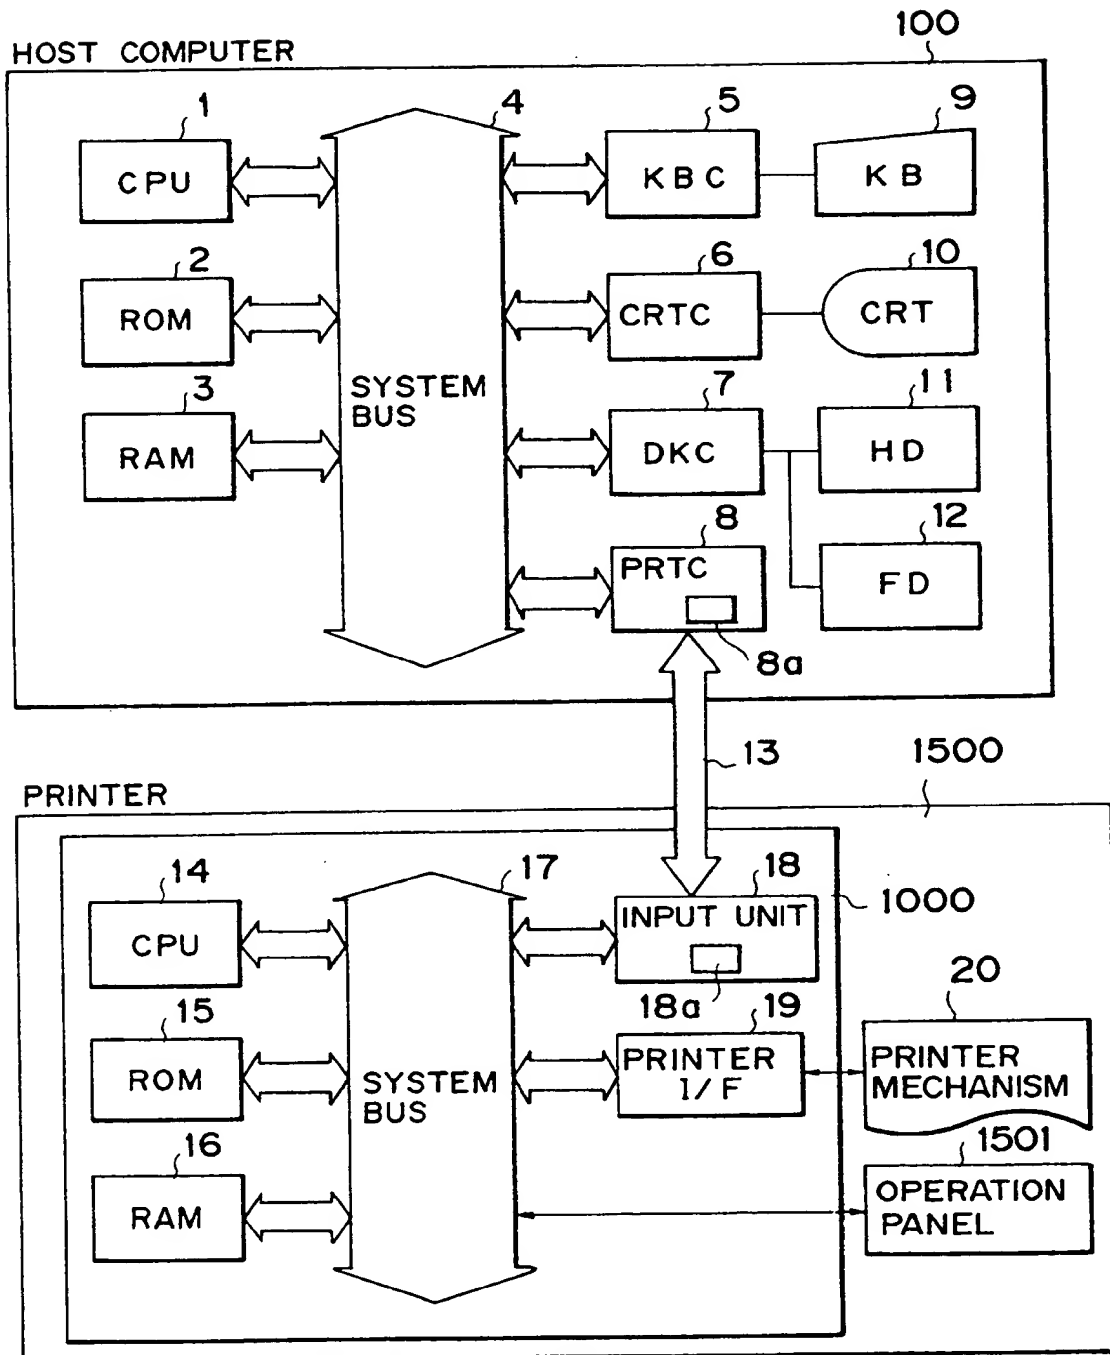 100
HOST COMPUTER
1
4
5
9
CPU
KBC
KB
2
6
10
ROM
CRTC
CRT
3
SYSTEM
BUS
7
11
RAM
DKC
HD
8
12
PRTC
FD
8a
13
1500
PRINTER
14
17
18
1000
CPU
INPUT UNIT
18a
15
19
20
ROM
SYSTEM
BUS
PRINTER
I/F
PRINTER
MECHANISM
16
1501
RAM
OPERATION
PANEL